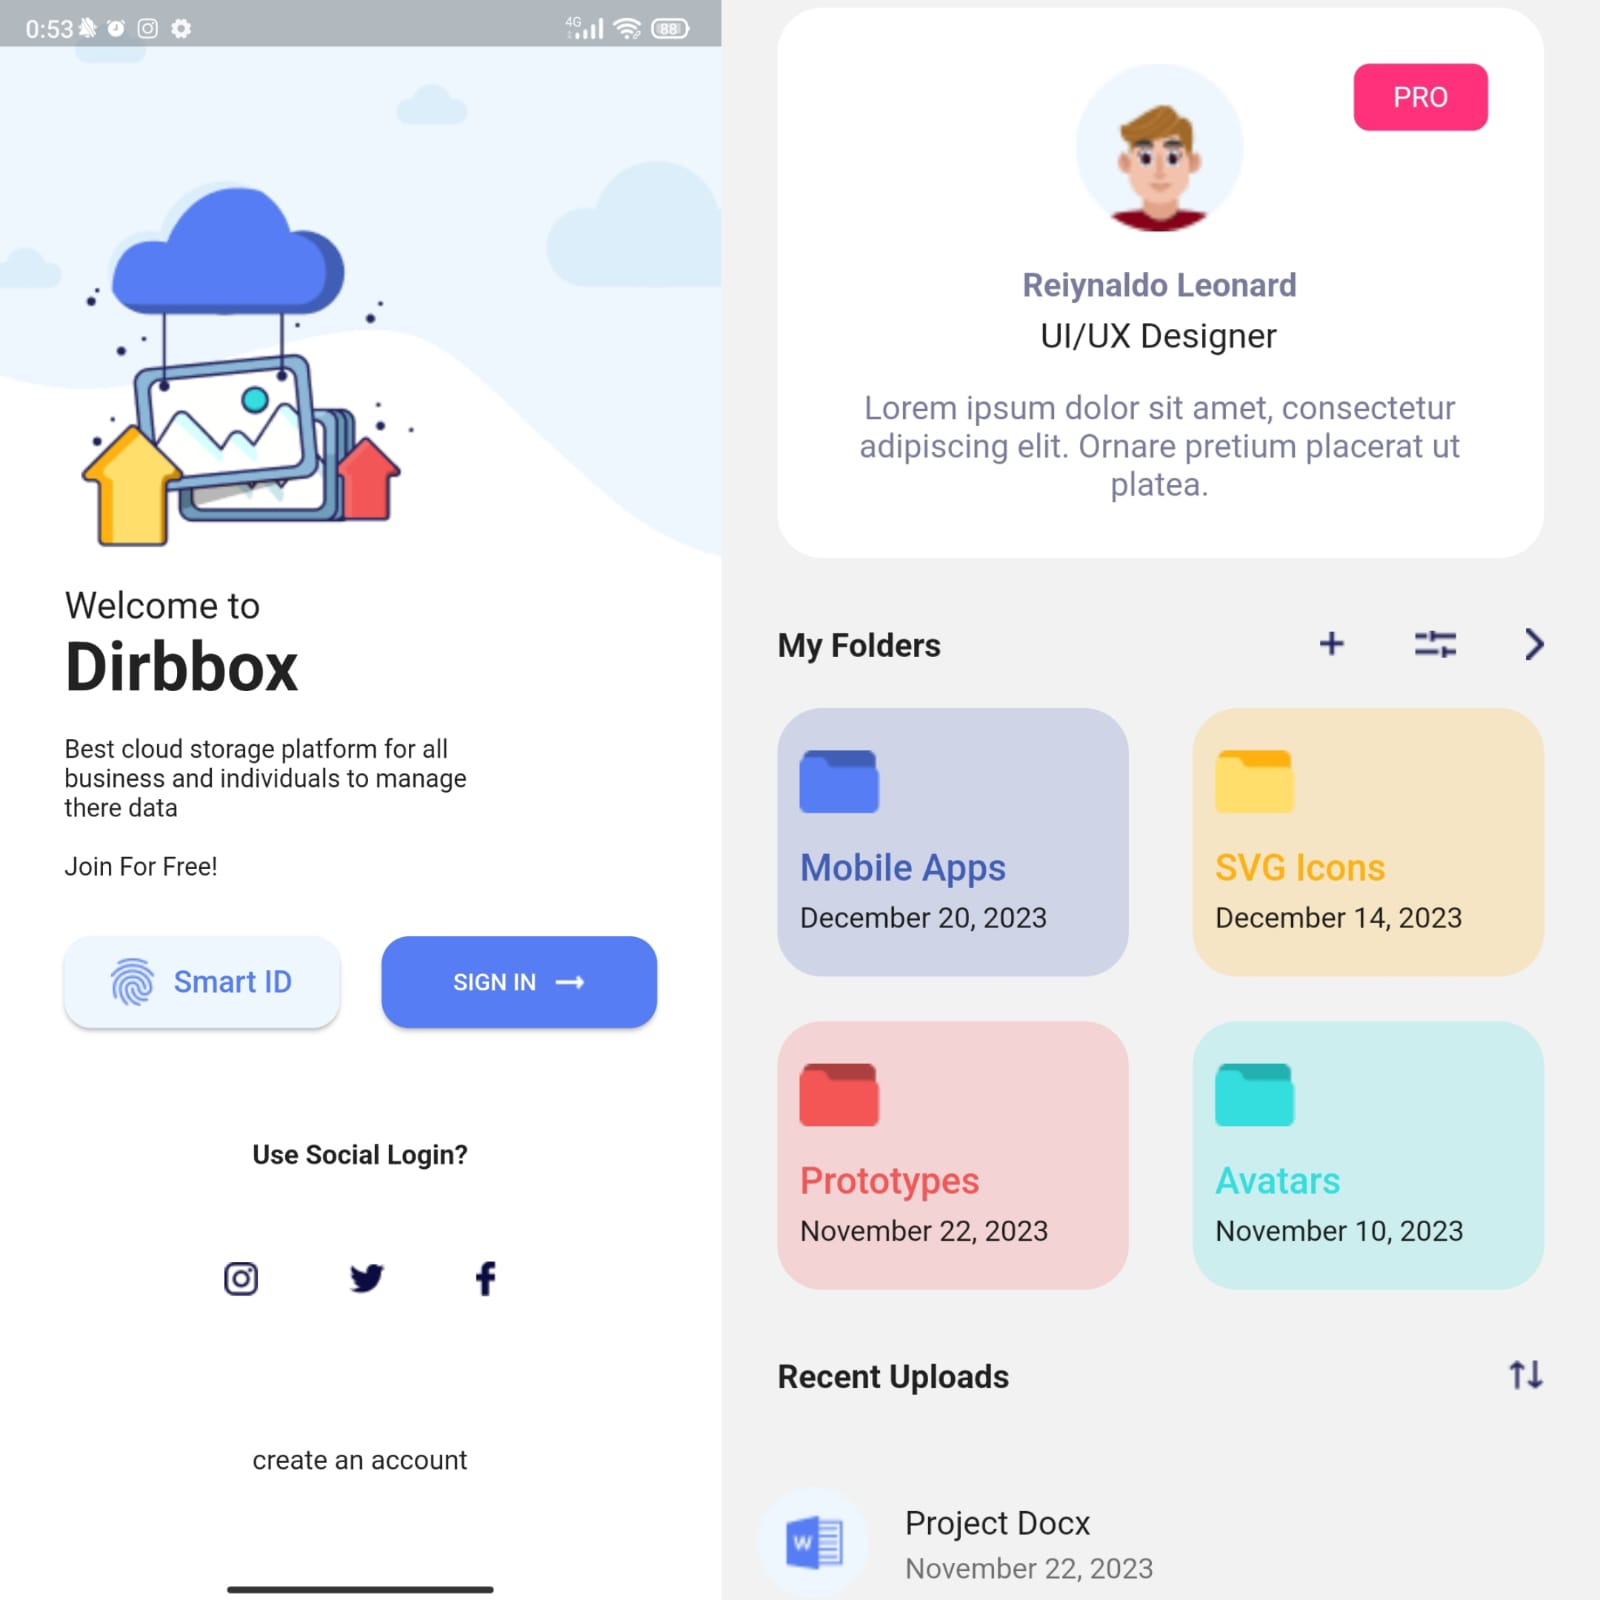 0:53
4G
88
Welcome to
Dirbbox
Best cloud storage platform for all
business and individuals to manage
there data
Join For Free!
Smart ID
SIGN IN
Use Social Login?
create an account
PRO
Reiynaldo Leonard
UI/UX Designer
Lorem ipsum dolor sit amet, consectetur
adipiscing elit. Ornare pretium placerat ut
platea.
My Folders
Mobile Apps
December 20, 2023
SVG Icons
December 14, 2023
Prototypes
November 22, 2023
Avatars
November 10, 2023
Recent Uploads
W
Project Docx
November 22, 2023